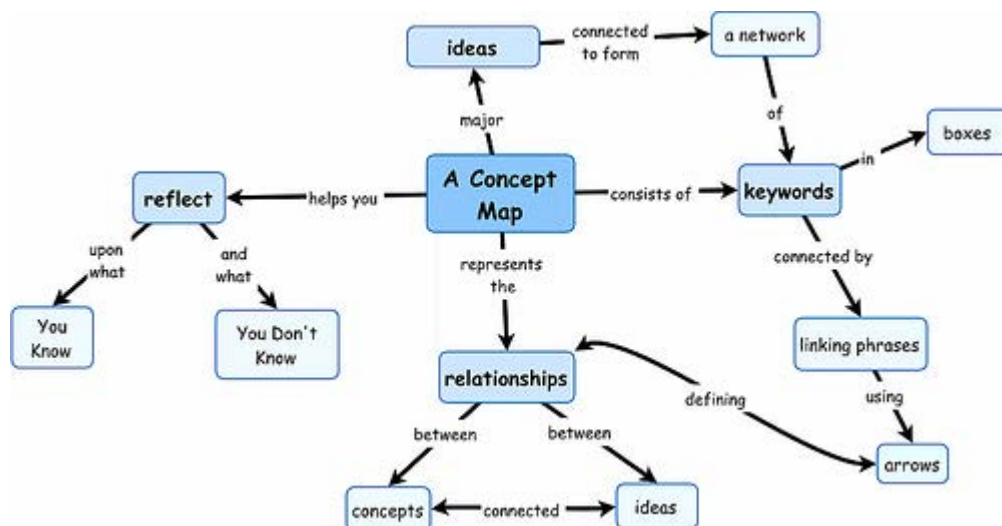 ideas
connected
to form
a network
major
of
boxes
in
A Concept
Map
reflect
helps you
consists of
keywords
upon
what
and
what
represents
the
connected by
You
Know
You Don't
Know
linking phrases
relationships
defining
using
between
between
arrows
concepts
connected
ideas